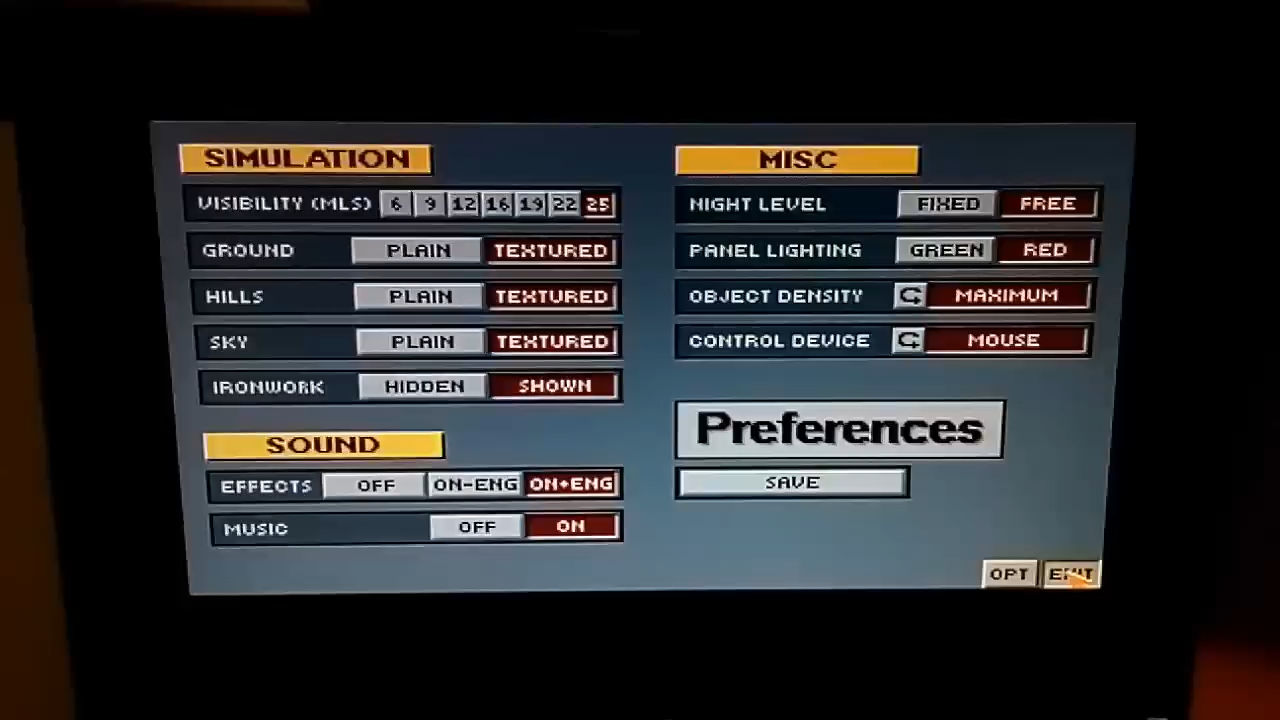 SIMULATION
VISIBILITY (MLS) 6 9 12 16 19 22 25
GROUND PLAIN TEXTURED
HILLS PLAIN TEXTURED
SKY PLAIN TEXTURED
IRONWORK HIDDEN SHOWN
SOUND
EFFECTS OFF ON-ENG ON+ENG
MUSIC OFF ON
MISC
NIGHT LEVEL FIXED FREE
PANEL LIGHTING GREEN RED
OBJECT DENSITY MAXIMUM
CONTROL DEVICE MOUSE
Preferences
SAVE
OPT EXIT